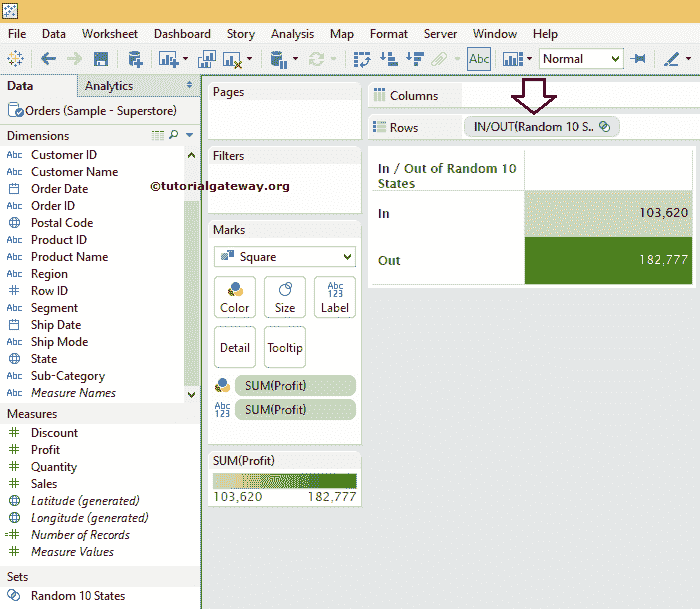 File Data Worksheet Dashboard Story Analysis Map Format Server Window Help
Abc Normal
Data Analytics
Orders (Sample - Superstore)
Dimensions
Abc Customer ID
Abc Customer Name
Order Date
Abc Order ID
Postal Code
Abc Product ID
Abc Product Name
Abc Region
# Row ID
Abc Segment
Ship Date
Abc Ship Mode
State
Abc Sub-Category
Abc Measure Names
Measures
# Discount
# Profit
# Quantity
# Sales
Latitude (generated)
Longitude (generated)
=# Number of Records
# Measure Values
Sets
Random 10 States
Pages
Filters
©tutorialgateway.org
Marks
Square
Color Size Abc 123 Label
Detail Tooltip
SUM(Profit)
Abc 123 SUM(Profit)
SUM(Profit)
103,620 182,777
Columns
Rows IN/OUT(Random 10 S..
In / Out of Random 10
States
In 103,620
Out 182,777